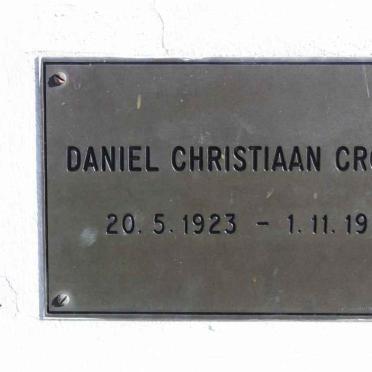 DANIEL CHRISTIAAN CR
20. 5. 1923 - 1. 11. 19